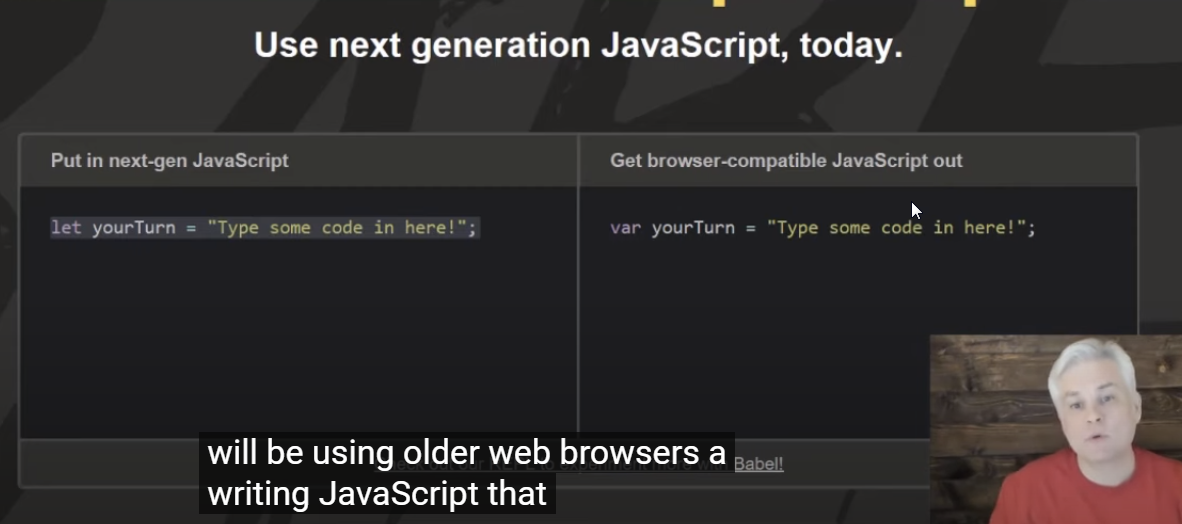 Use next generation JavaScript, today.
Put in next-gen JavaScript
Get browser-compatible JavaScript out
let yourTurn = "Type some code in here!";
var yourTurn = "Type some code in here!";
will be using older web browsers a
Babel!
writing JavaScript that